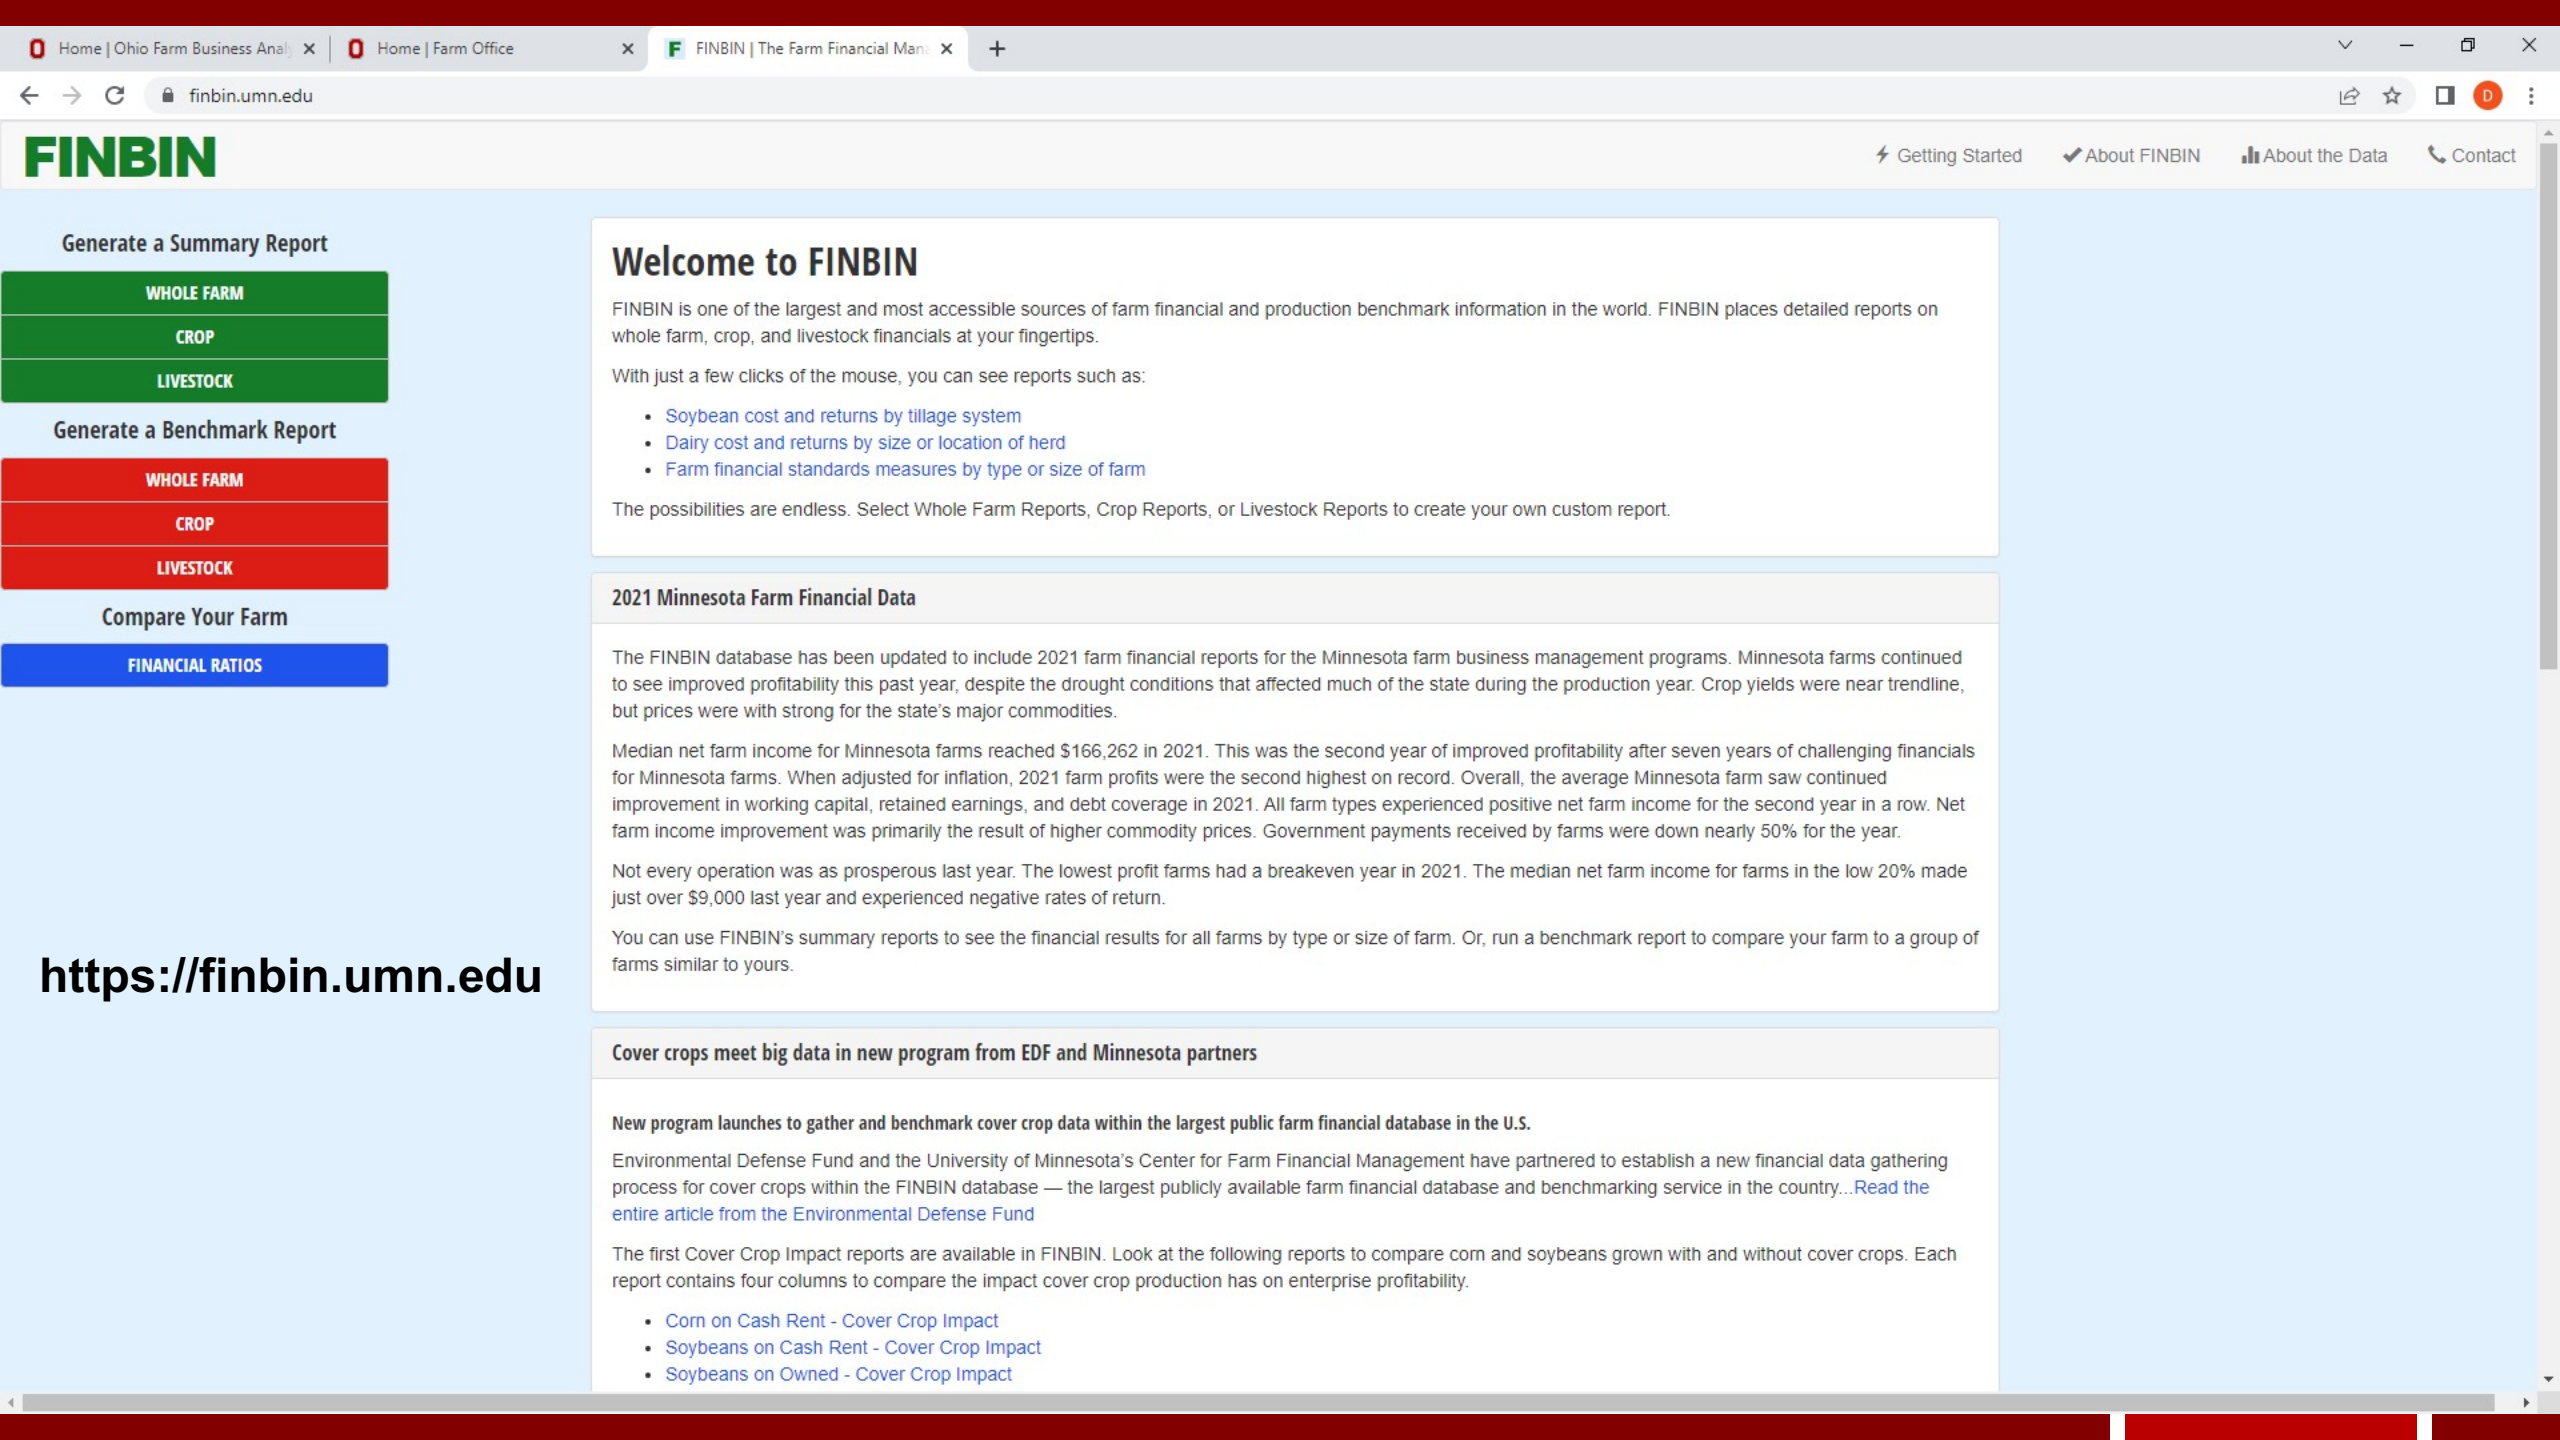 Home | Ohio Farm Business Analy
Home | Farm Office
FINBIN | The Farm Financial Mana
finbin.umn.edu
D
FINBIN
Getting Started
About FINBIN
About the Data
Contact
Generate a Summary Report
WHOLE FARM
CROP
LIVESTOCK
Generate a Benchmark Report
WHOLE FARM
CROP
LIVESTOCK
Compare Your Farm
FINANCIAL RATIOS
https://finbin.umn.edu
Welcome to FINBIN
FINBIN is one of the largest and most accessible sources of farm financial and production benchmark information in the world. FINBIN places detailed reports on
whole farm, crop, and livestock financials at your fingertips.
With just a few clicks of the mouse, you can see reports such as:
• Soybean cost and returns by tillage system
• Dairy cost and returns by size or location of herd
• Farm financial standards measures by type or size of farm
The possibilities are endless. Select Whole Farm Reports, Crop Reports, or Livestock Reports to create your own custom report.
2021 Minnesota Farm Financial Data
The FINBIN database has been updated to include 2021 farm financial reports for the Minnesota farm business management programs. Minnesota farms continued
to see improved profitability this past year, despite the drought conditions that affected much of the state during the production year. Crop yields were near trendline,
but prices were with strong for the state's major commodities.
Median net farm income for Minnesota farms reached $166,262 in 2021. This was the second year of improved profitability after seven years of challenging financials
for Minnesota farms. When adjusted for inflation, 2021 farm profits were the second highest on record. Overall, the average Minnesota farm saw continued
improvement in working capital, retained earnings, and debt coverage in 2021. All farm types experienced positive net farm income for the second year in a row. Net
farm income improvement was primarily the result of higher commodity prices. Government payments received by farms were down nearly 50% for the year.
Not every operation was as prosperous last year. The lowest profit farms had a breakeven year in 2021. The median net farm income for farms in the low 20% made
just over $9,000 last year and experienced negative rates of return.
You can use FINBIN's summary reports to see the financial results for all farms by type or size of farm. Or, run a benchmark report to compare your farm to a group of
farms similar to yours.
Cover crops meet big data in new program from EDF and Minnesota partners
New program launches to gather and benchmark cover crop data within the largest public farm financial database in the U.S.
Environmental Defense Fund and the University of Minnesota's Center for Farm Financial Management have partnered to establish a new financial data gathering
process for cover crops within the FINBIN database — the largest publicly available farm financial database and benchmarking service in the country...Read the
entire article from the Environmental Defense Fund
The first Cover Crop Impact reports are available in FINBIN. Look at the following reports to compare corn and soybeans grown with and without cover crops. Each
report contains four columns to compare the impact cover crop production has on enterprise profitability.
• Corn on Cash Rent - Cover Crop Impact
• Soybeans on Cash Rent - Cover Crop Impact
• Soybeans on Owned - Cover Crop Impact